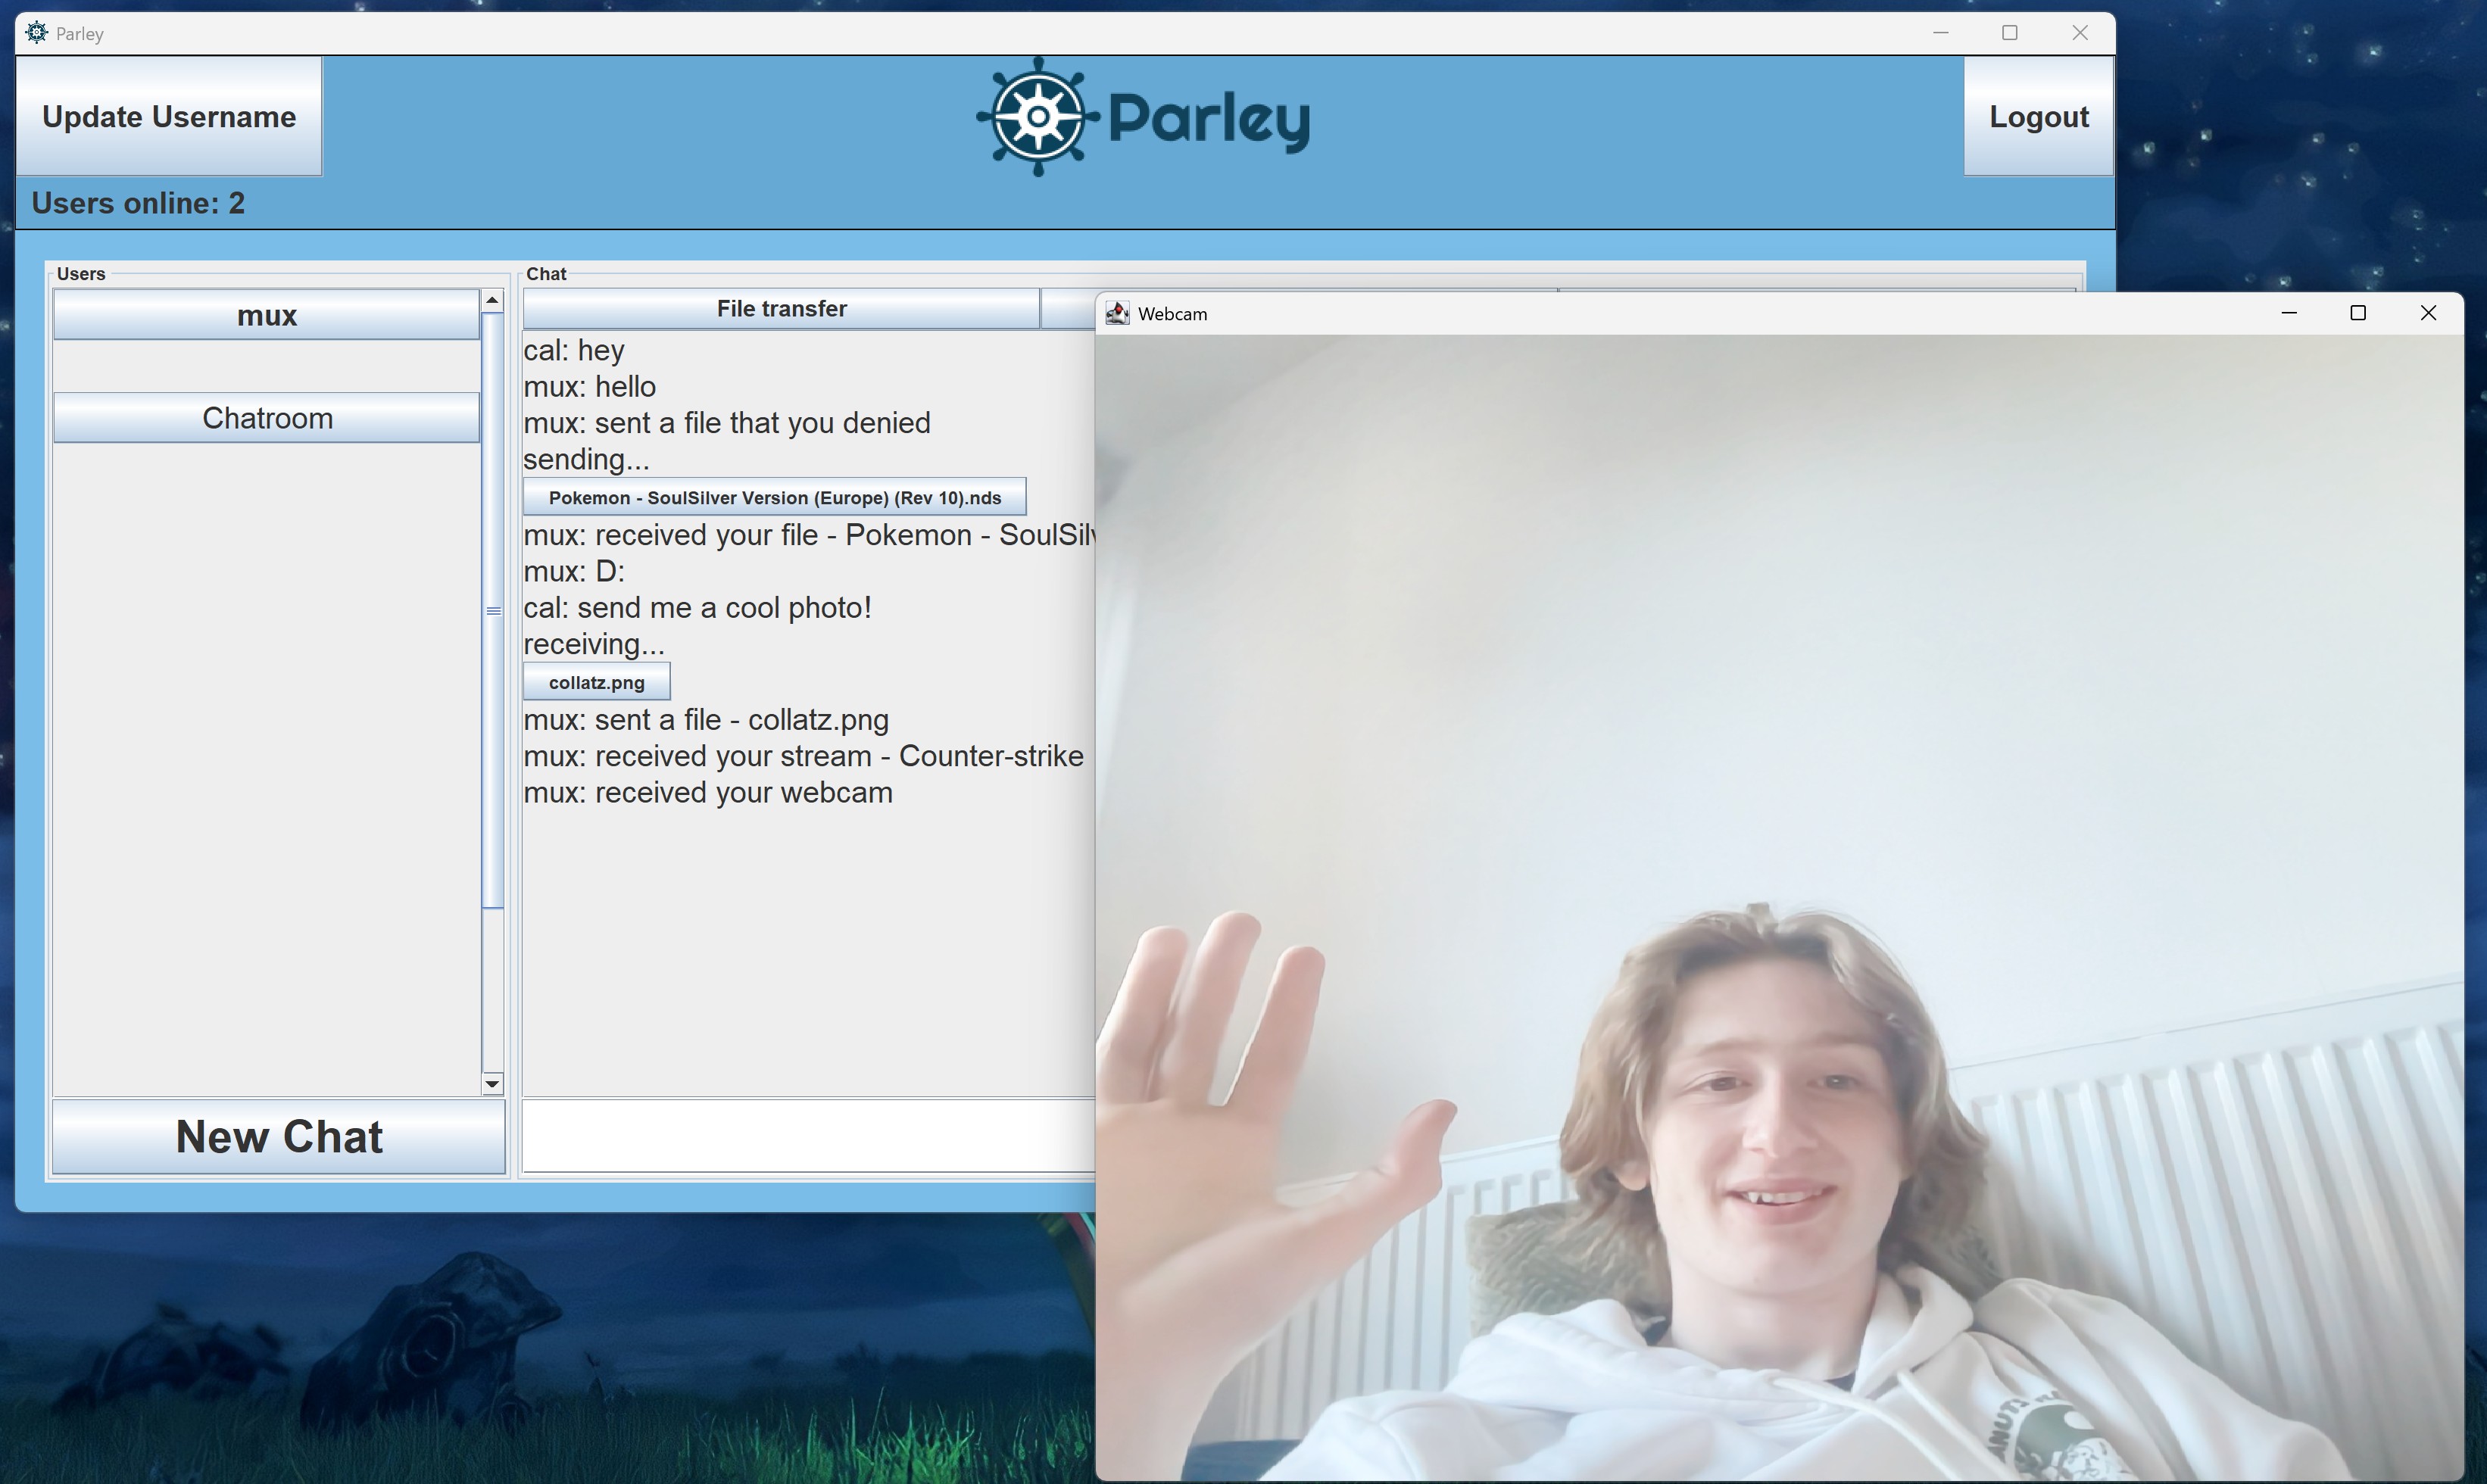 Parley
Update Username
Parley
Logout
Users online: 2
Users
mux
Chatroom
New Chat
Chat
File transfer
cal: hey
mux: hello
mux: sent a file that you denied
sending...
Pokemon - SoulSilver Version (Europe) (Rev 10).nds
mux: received your file - Pokemon - SoulSilv
mux: D:
cal: send me a cool photo!
receiving...
collatz.png
mux: sent a file - collatz.png
mux: received your stream - Counter-strike
mux: received your webcam
Webcam